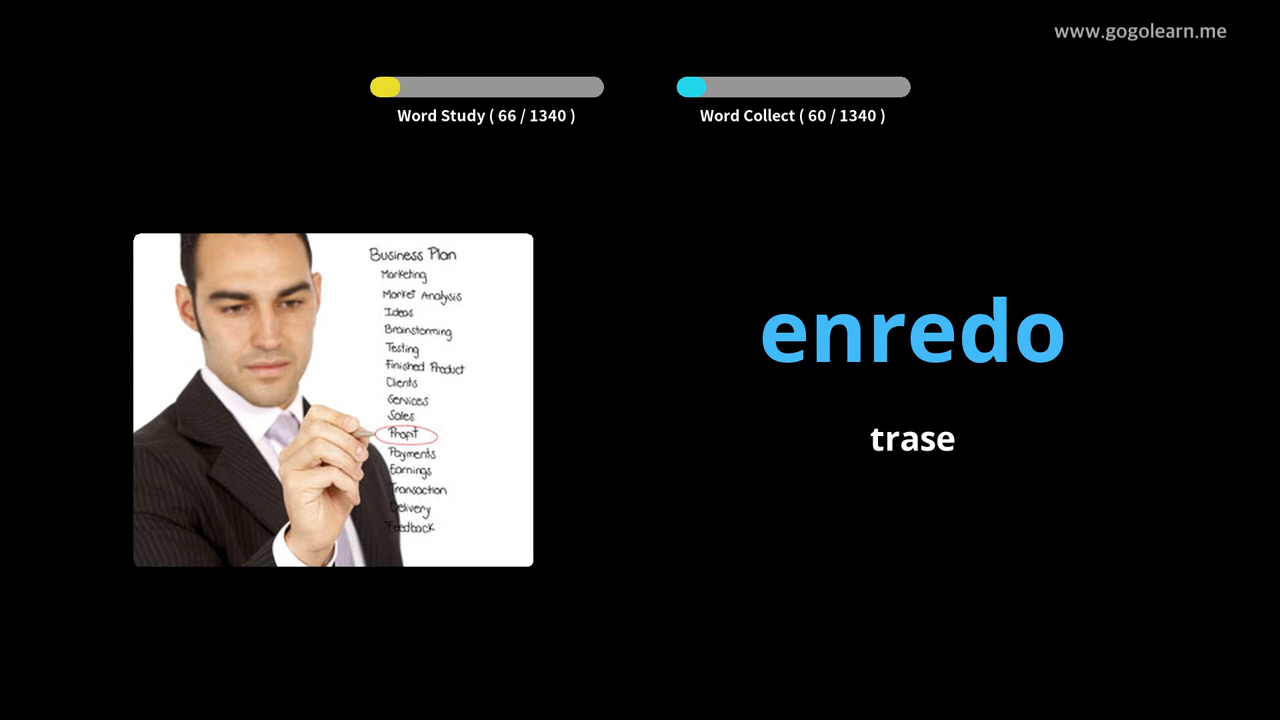 www.gogolearn.me
Word Study ( 66 / 1340 )
Word Collect ( 60 / 1340 )
Business Plan
Marketing
Market Analysis
Ideas
Brainstorming
Testing
Finished Product
Clients
Services
Sales
Profit
Payments
Earnings
Transaction
Delivery
Feedback
enredo
trase